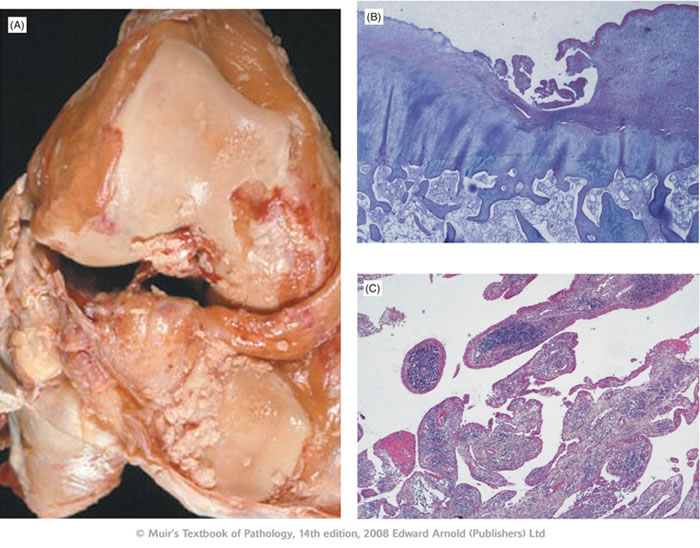 (A)
(B)
(C)
© Muir's Textbook of Pathology, 14th edition, 2008 Edward Arnold (Publishers) Ltd